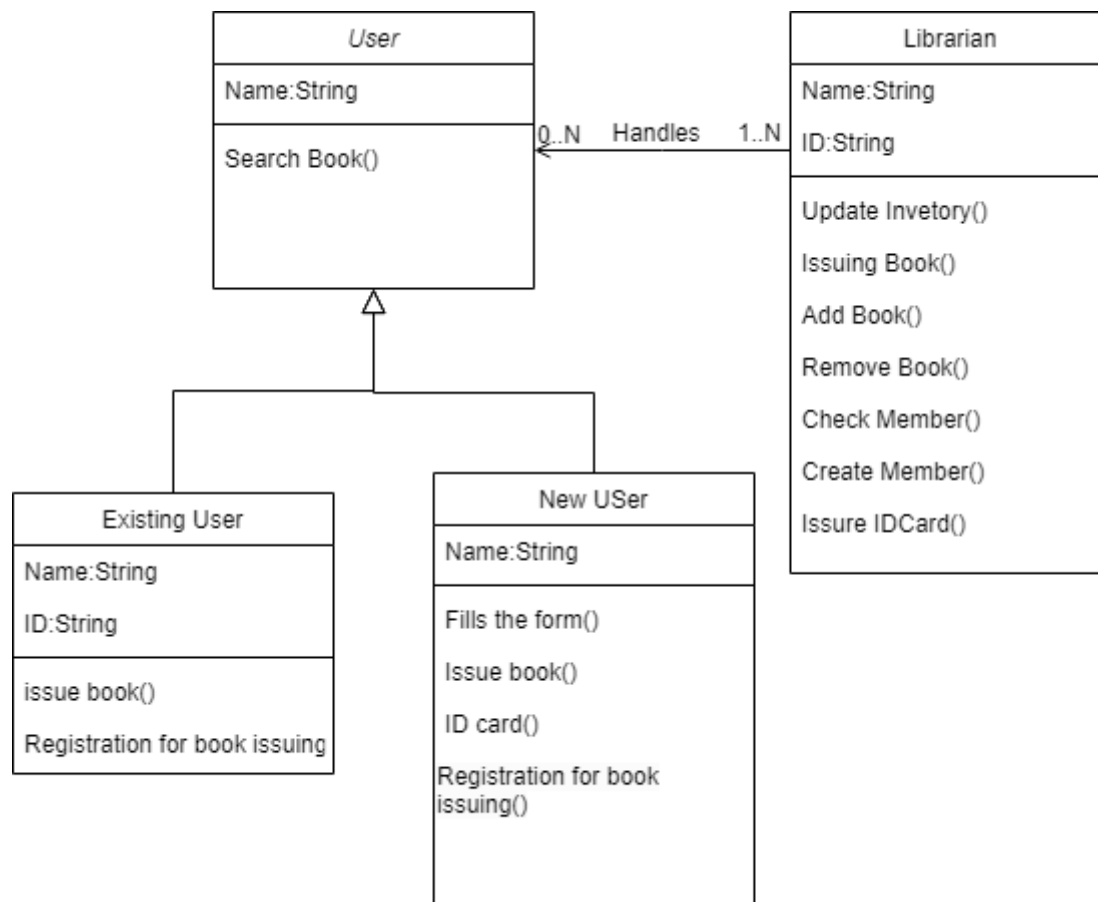 User
Name:String
Search Book()
0..N Handles 1..N
Librarian
Name:String
ID:String
Update Invetory()
Issuing Book()
Add Book()
Remove Book()
Check Member()
Create Member()
Issure IDCard()
Existing User
Name:String
ID:String
issue book()
Registration for book issuing
New USer
Name:String
Fills the form()
Issue book()
ID card()
Registration for book
issuing()